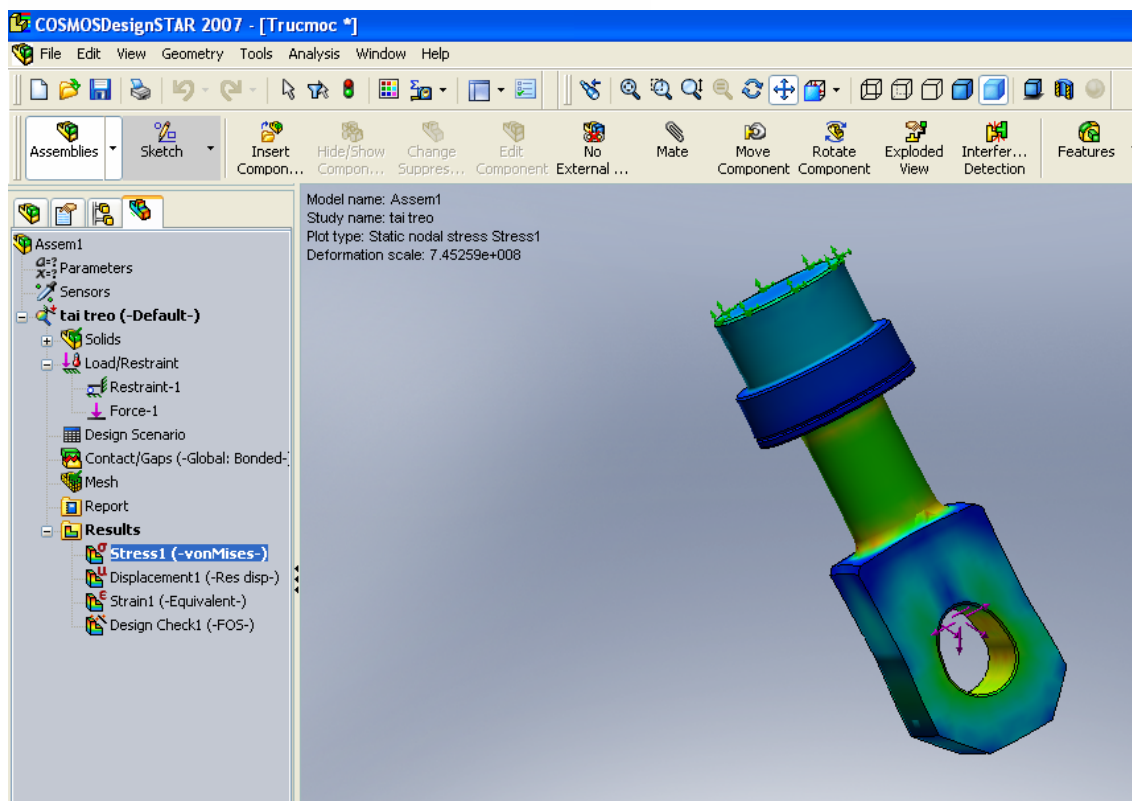 COSMOSDesignSTAR 2007 - [Trucmoc *]
File Edit View Geometry Tools Analysis Window Help
Assemblies
Sketch
Insert Compon...
Hide/Show Compon...
Change Suppres...
Edit Component
No External ...
Mate
Move Component
Rotate Component
Exploded View
Interfer... Detection
Features
Model name: Assem1
Study name: tai treo
Plot type: Static nodal stress Stress1
Deformation scale: 7.45259e+008
Assem1
Parameters
Sensors
tai treo (-Default-)
Solids
Load/Restraint
Restraint-1
Force-1
Design Scenario
Contact/Gaps (-Global: Bonded-
Mesh
Report
Results
Stress1 (-vonMises-)
Displacement1 (-Res disp-)
Strain1 (-Equivalent-)
Design Check1 (-FOS-)